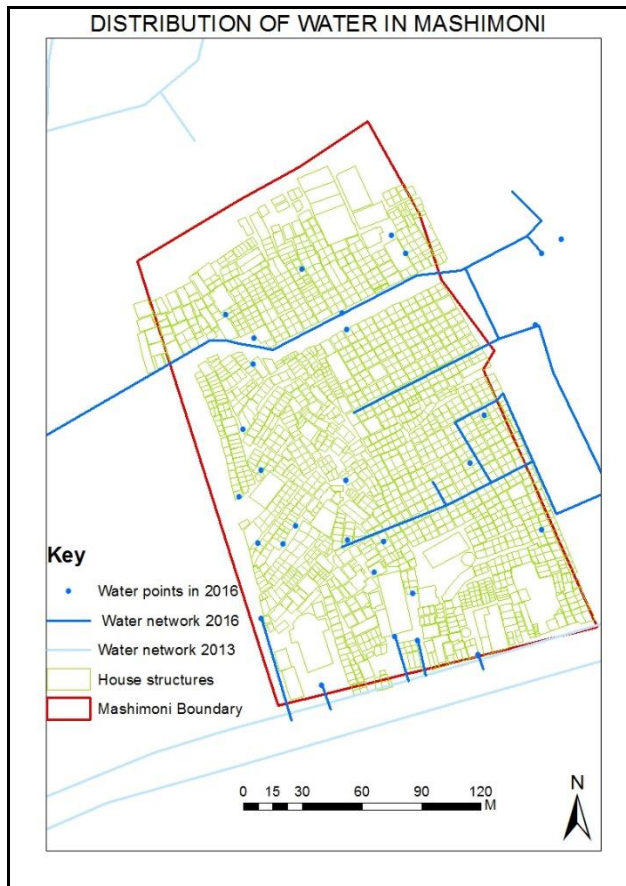 DISTRIBUTION OF WATER IN MASHIMONI
Key
Water points in 2016
Water network 2016
Water network 2013
House structures
Mashimoni Boundary
0 15 30 60 90 120
M
N